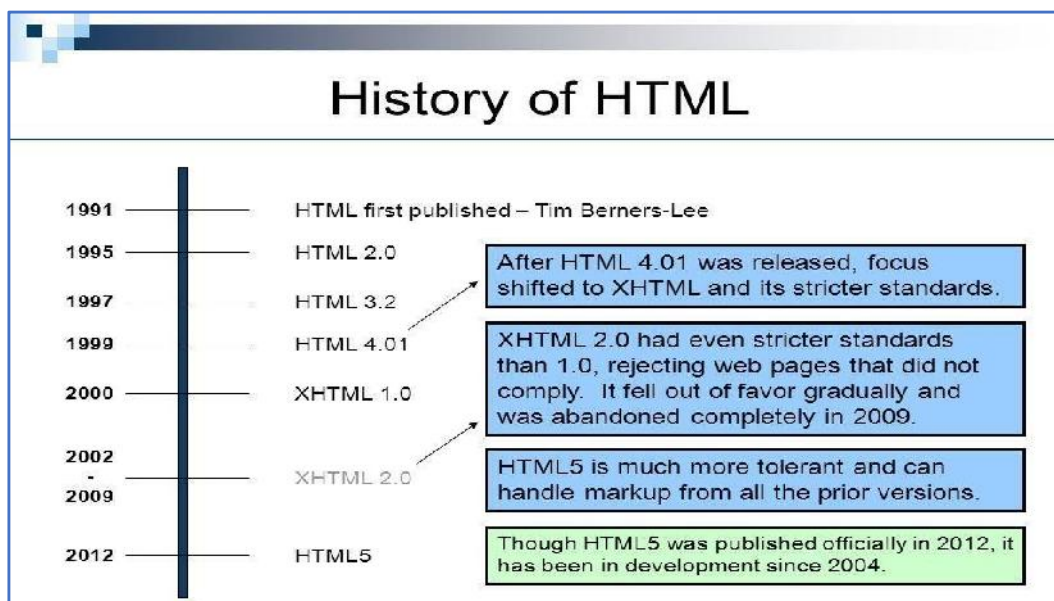 History of HTML
1991
HTML first published – Tim Berners-Lee
1995
HTML 2.0
1997
HTML 3.2
1999
HTML 4.01
2000
XHTML 1.0
2002
-
2009
XHTML 2.0
2012
HTML5
After HTML 4.01 was released, focus
shifted to XHTML and its stricter standards.
XHTML 2.0 had even stricter standards
than 1.0, rejecting web pages that did not
comply. It fell out of favor gradually and
was abandoned completely in 2009.
HTML5 is much more tolerant and can
handle markup from all the prior versions.
Though HTML5 was published officially in 2012, it
has been in development since 2004.